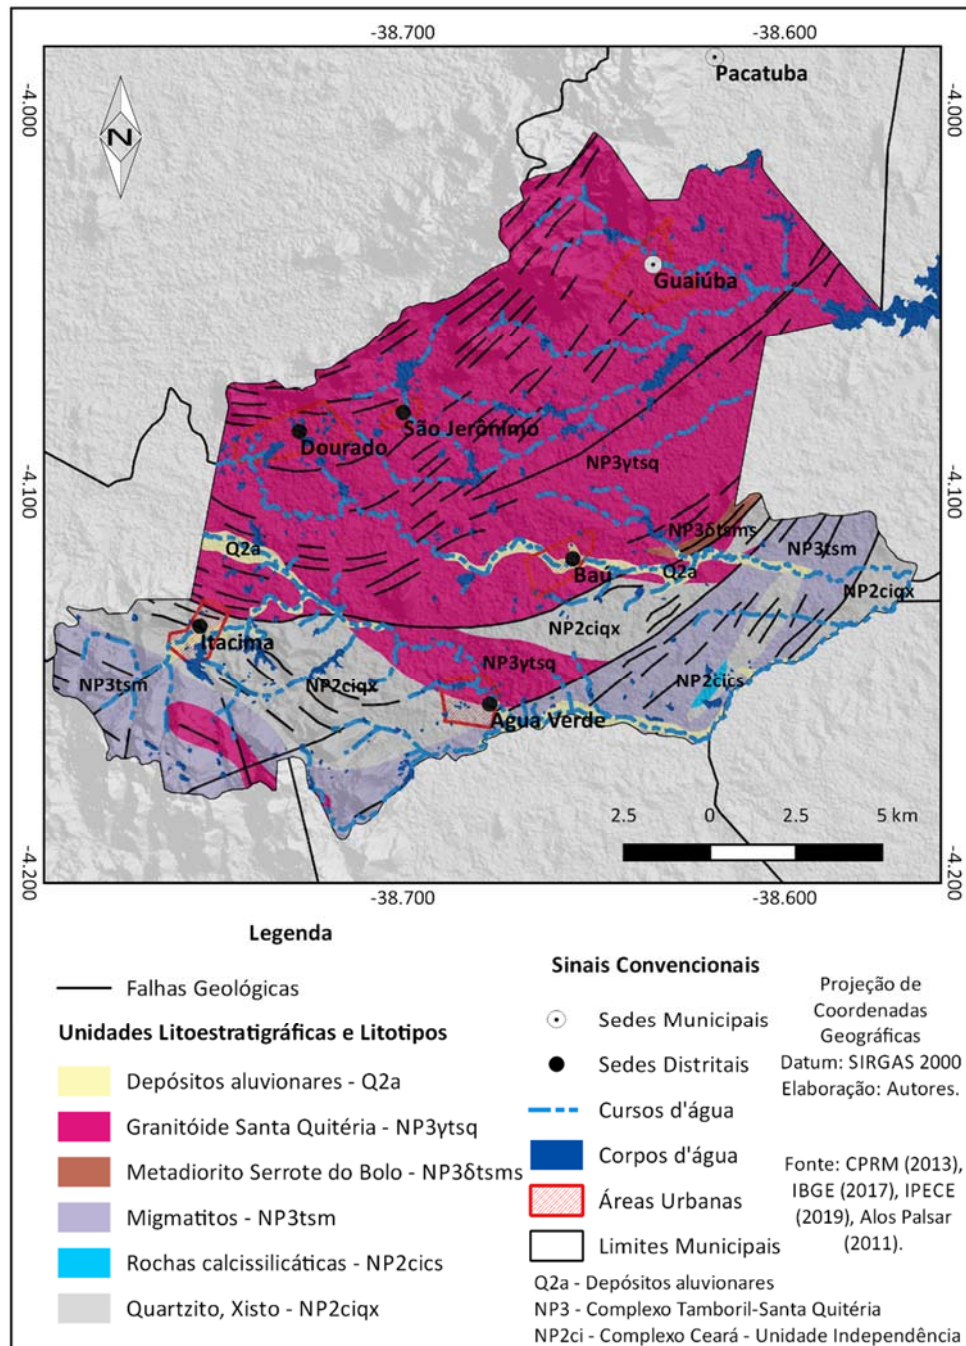 -38.700
-38.600
Pacatuba
-4.000
-4.000
N
Guaiúba
São Jerônimo
Dourado
NP3γtsq
-4.100
-4.100
NP3δtsms
Q2a
NP3tsm
Baú
Q2a
NP2ciqx
NP2ciqx
Itacima
NP3γtsq
NP3tsm
NP2ciqx
NP2cics
Água Verde
2.5
0
2.5
5 km
-4.200
-4.200
-38.700
-38.600
Legenda
Falhas Geológicas
Unidades Litoestratigráficas e Litotipos
Depósitos aluvionares - Q2a
Granitóide Santa Quitéria - NP3γtsq
Metadiorito Serrote do Bolo - NP3δtsms
Migmatitos - NP3tsm
Rochas calcissilicáticas - NP2cics
Quartzito, Xisto - NP2ciqx
Sinais Convencionais
Sedes Municipais
Sedes Distritais
Cursos d'água
Corpos d'água
Áreas Urbanas
Limites Municipais
Q2a - Depósitos aluvionares
NP3 - Complexo Tamboril-Santa Quitéria
NP2ci - Complexo Ceará - Unidade Independência
Projeção de
Coordenadas
Geográficas
Datum: SIRGAS 2000
Elaboração: Autores.
Fonte: CPRM (2013),
IBGE (2017), IPECE
(2019), Alos Palsar
(2011).